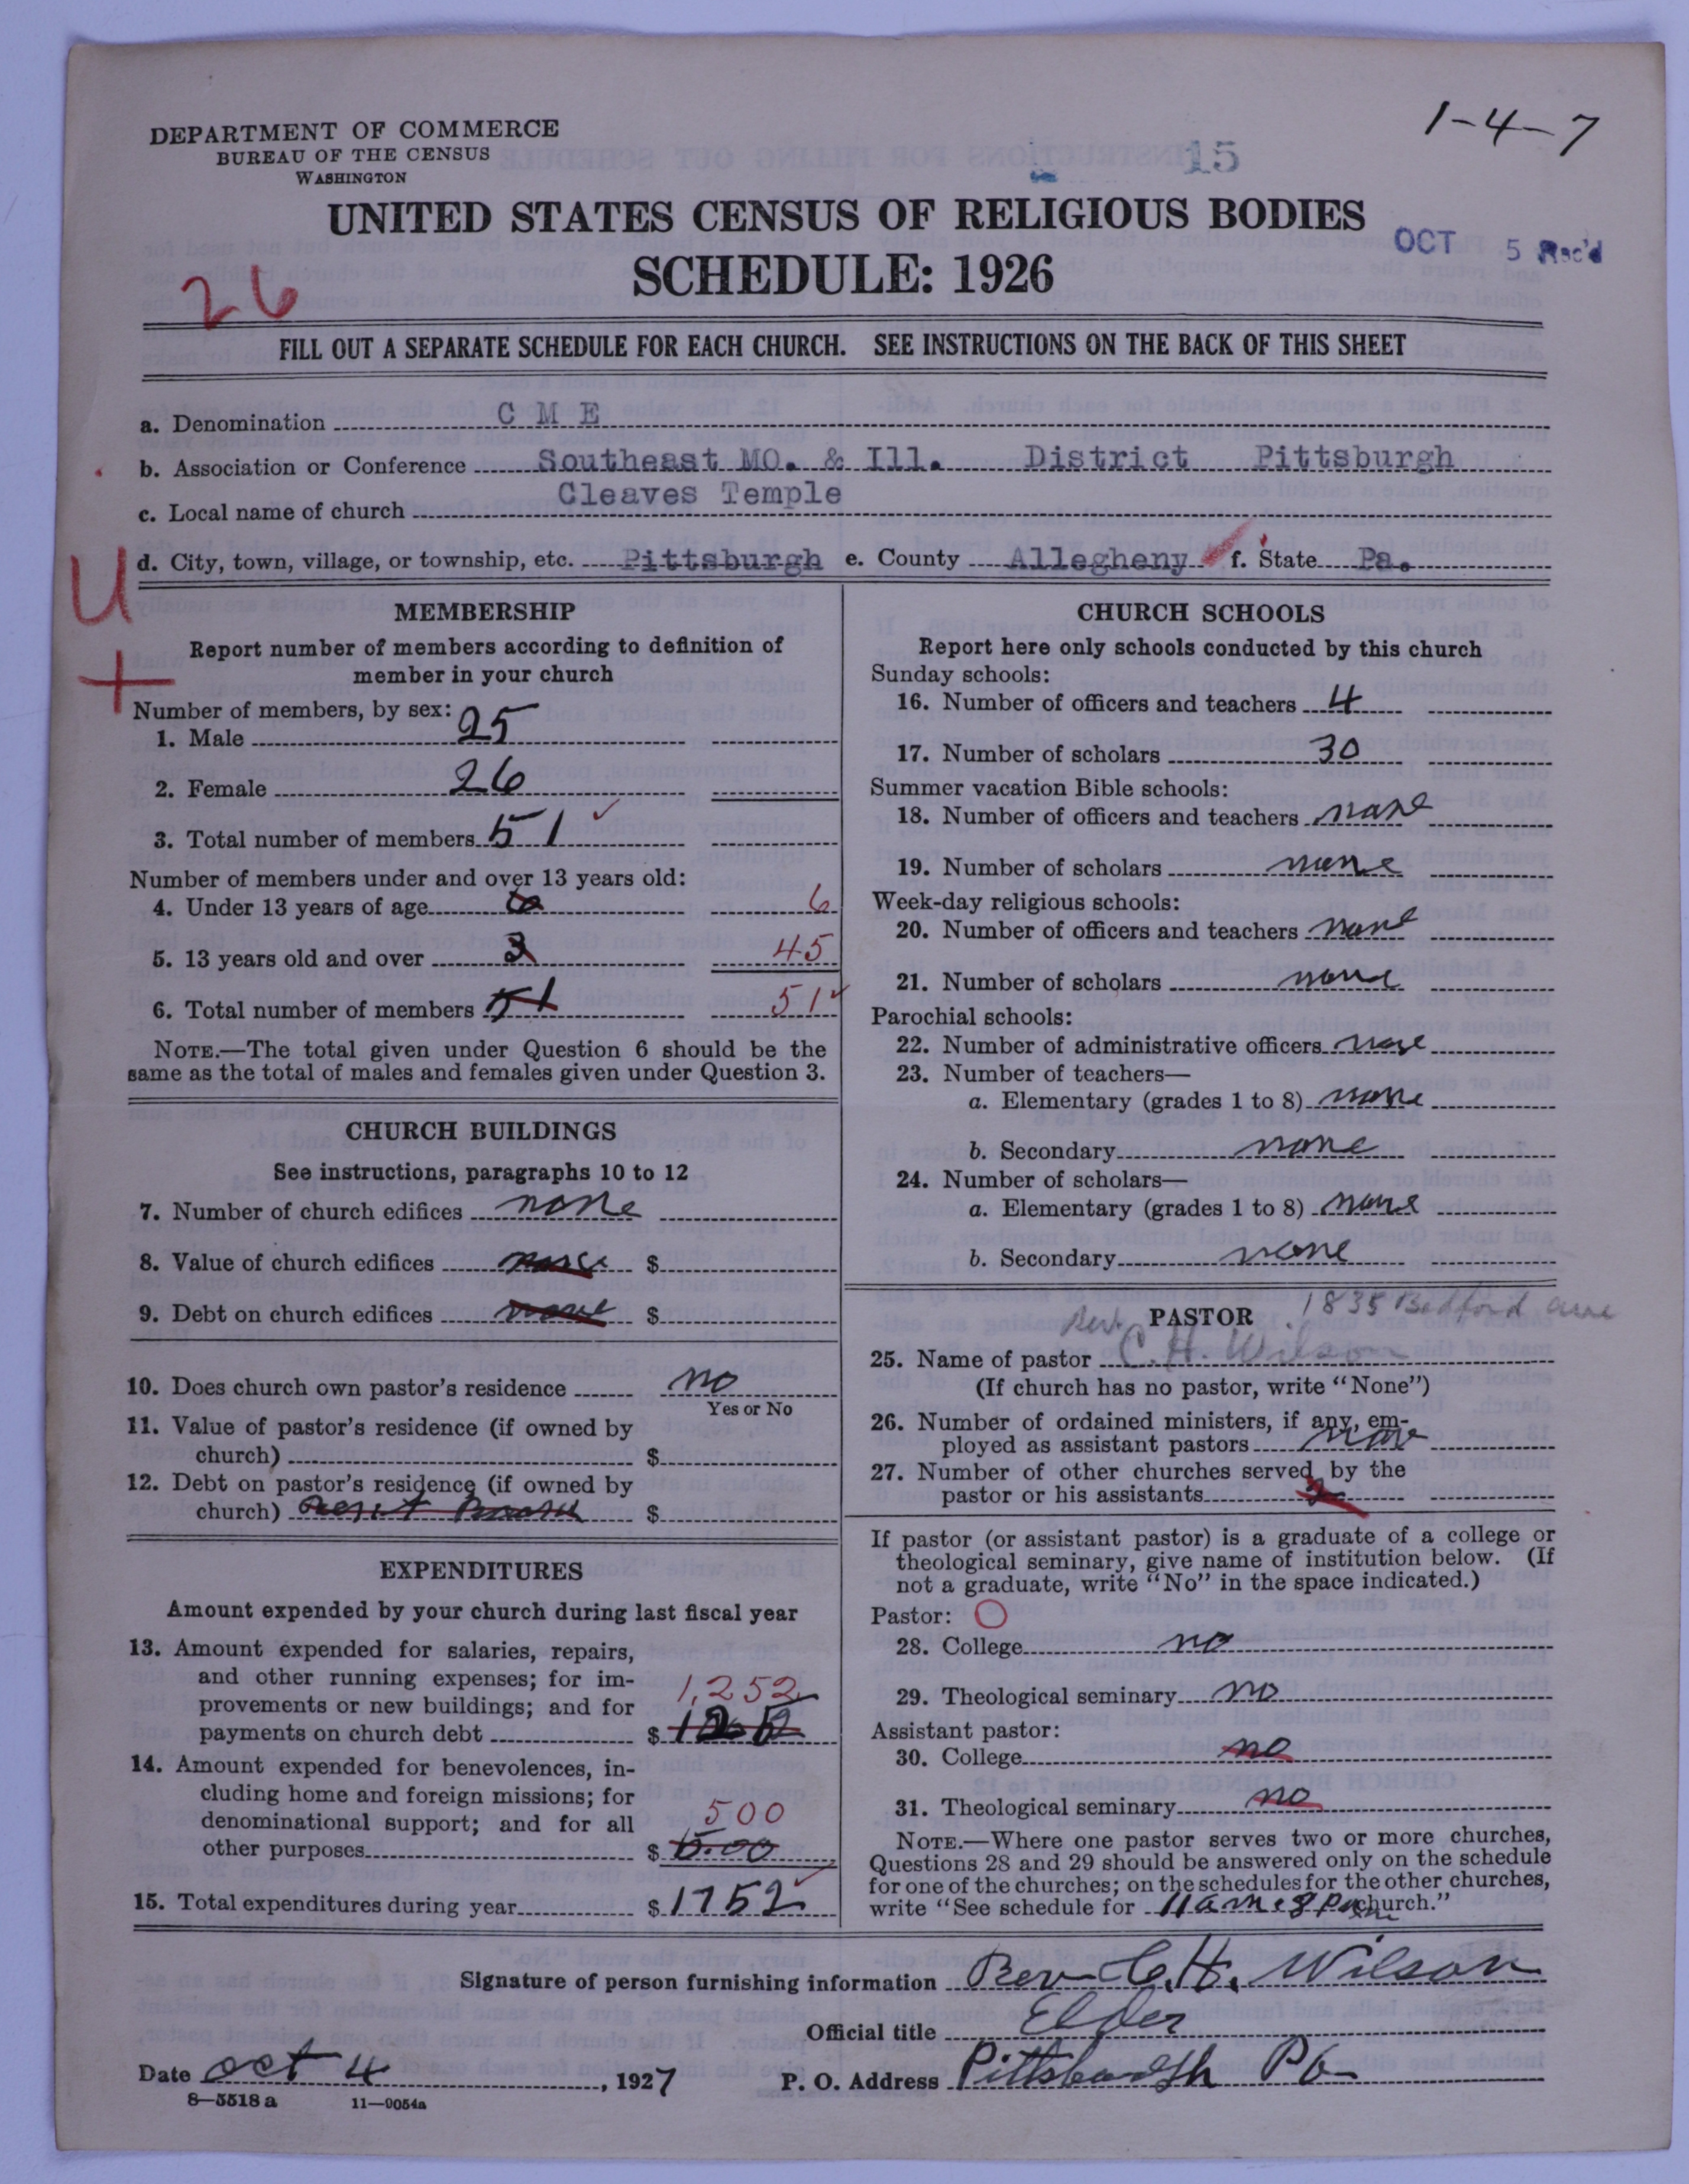 1-4-7
DEPARTMENT OF COMMERCE
BUREAU OF THE CENSUS
WASHINGTON
15
UNITED STATES CENSUS OF RELIGIOUS BODIES
OCT 5 Rec'd
SCHEDULE: 1926
26
FILL OUT A SEPARATE SCHEDULE FOR EACH CHURCH. SEE INSTRUCTIONS ON THE BACK OF THIS SHEET
a. Denomination C M E
b. Association or Conference Southeast MO. & Ill. District Pittsburgh
c. Local name of church Cleaves Temple
d. City, town, village, or township, etc. Pittsburgh e. County Allegheny f. State Pa.
U
+
MEMBERSHIP
Report number of members according to definition of
member in your church
Number of members, by sex:
1. Male 25
2. Female 26
3. Total number of members 51
Number of members under and over 13 years old:
4. Under 13 years of age 6 6
5. 13 years old and over 3 45
6. Total number of members 51 51
NOTE.—The total given under Question 6 should be the
same as the total of males and females given under Question 3.
CHURCH BUILDINGS
See instructions, paragraphs 10 to 12
7. Number of church edifices none
8. Value of church edifices none $
9. Debt on church edifices none $
10. Does church own pastor's residence no
Yes or No
11. Value of pastor's residence (if owned by
church) $
12. Debt on pastor's residence (if owned by
church) rent $
EXPENDITURES
Amount expended by your church during last fiscal year
13. Amount expended for salaries, repairs,
and other running expenses; for im-
provements or new buildings; and for 1,252
payments on church debt $
14. Amount expended for benevolences, in-
cluding home and foreign missions; for
denominational support; and for all 500
other purposes $ 5.00
15. Total expenditures during year $ 1752
CHURCH SCHOOLS
Report here only schools conducted by this church
Sunday schools:
16. Number of officers and teachers 4
17. Number of scholars 30
Summer vacation Bible schools:
18. Number of officers and teachers none
19. Number of scholars none
Week-day religious schools:
20. Number of officers and teachers none
21. Number of scholars none
Parochial schools:
22. Number of administrative officers none
23. Number of teachers—
a. Elementary (grades 1 to 8) none
b. Secondary none
24. Number of scholars—
a. Elementary (grades 1 to 8) none
b. Secondary none
1835 Bedford ave
PASTOR
25. Name of pastor Rev. C. H. Wilson
(If church has no pastor, write "None")
26. Number of ordained ministers, if any, em-
ployed as assistant pastors none
27. Number of other churches served by the
pastor or his assistants 2
If pastor (or assistant pastor) is a graduate of a college or
theological seminary, give name of institution below. (If
not a graduate, write "No" in the space indicated.)
Pastor: O
28. College no
29. Theological seminary no
Assistant pastor:
30. College no
31. Theological seminary no
NOTE.—Where one pastor serves two or more churches,
Questions 28 and 29 should be answered only on the schedule
for one of the churches; on the schedules for the other churches,
write "See schedule for 11 am & 8 pm church."
Signature of person furnishing information Rev C. H. Wilson
Official title Elder
Date Oct 4, 1927 P. O. Address Pittsburgh Pa
8—5518 a 11—9054a